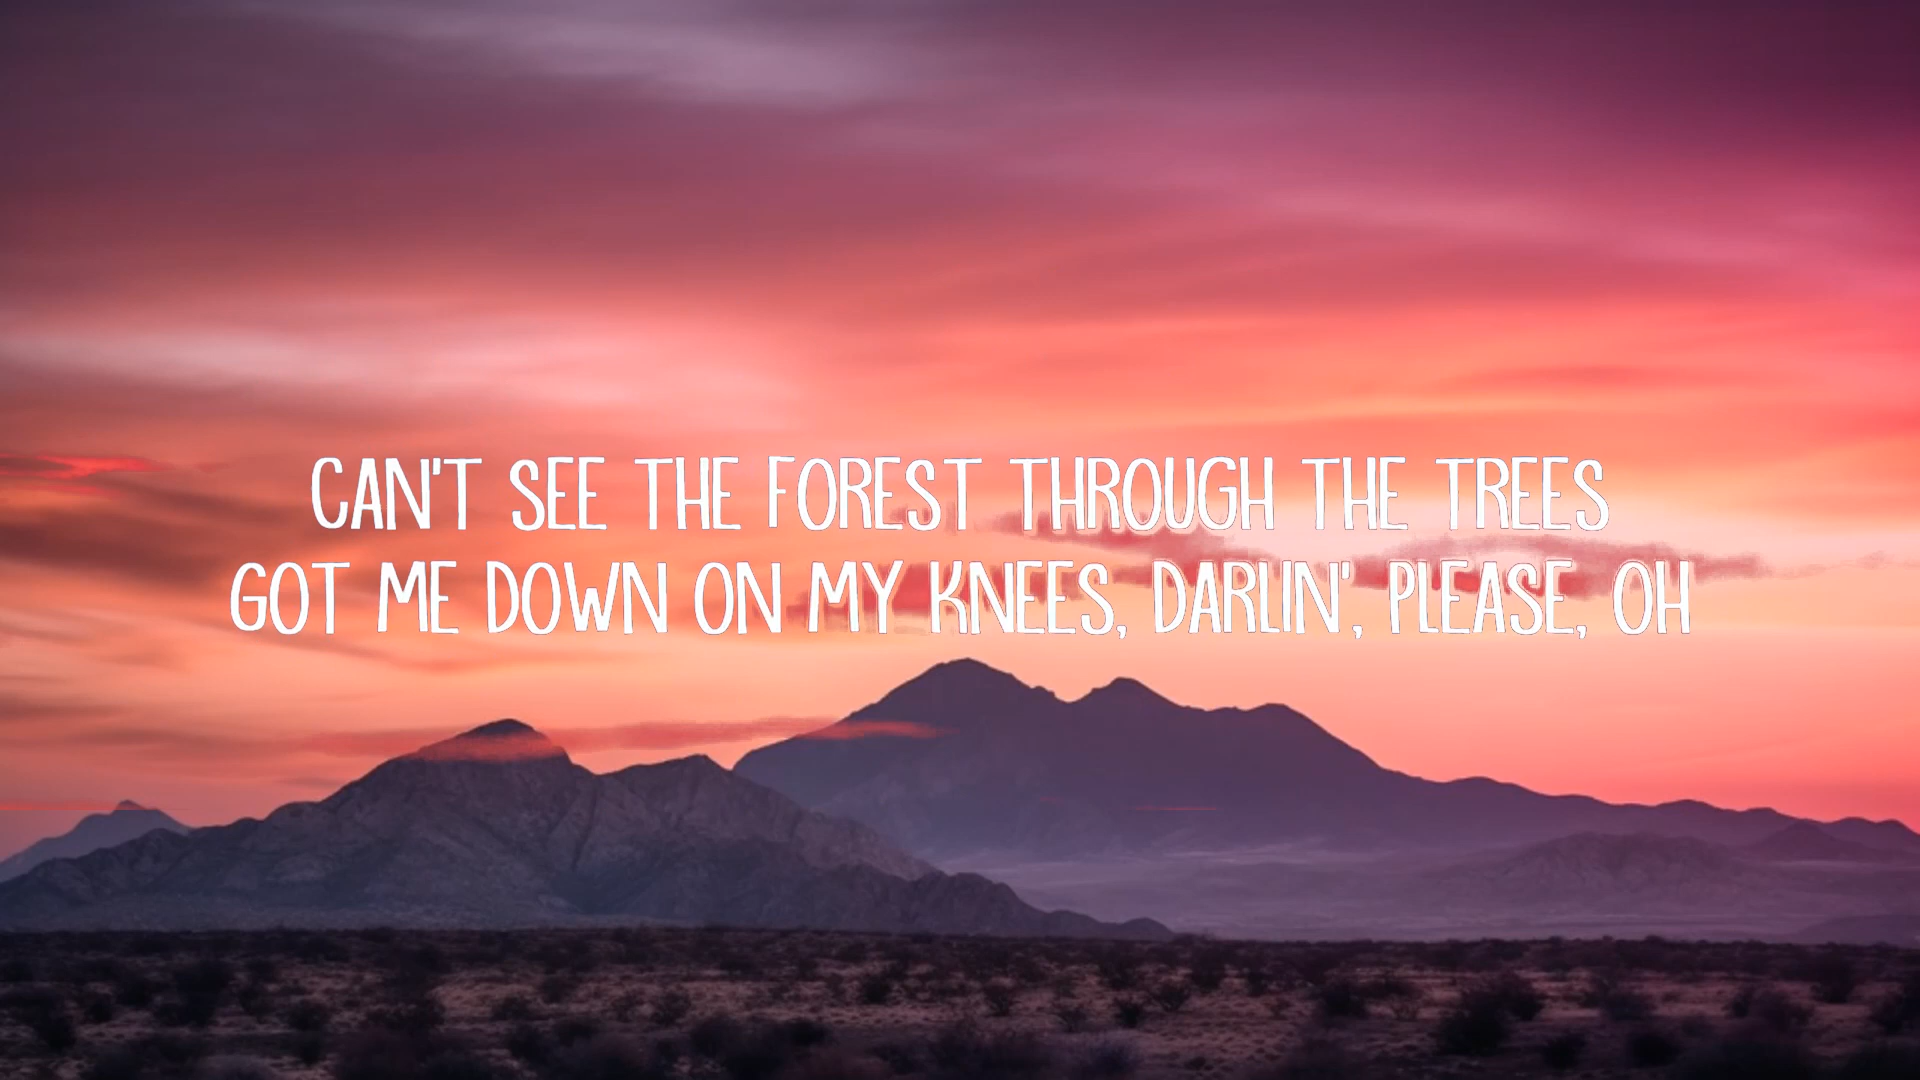 CAN'T SEE THE FOREST THROUGH THE TREES
GOT ME DOWN ON MY KNEES, DARLIN', PLEASE, OH